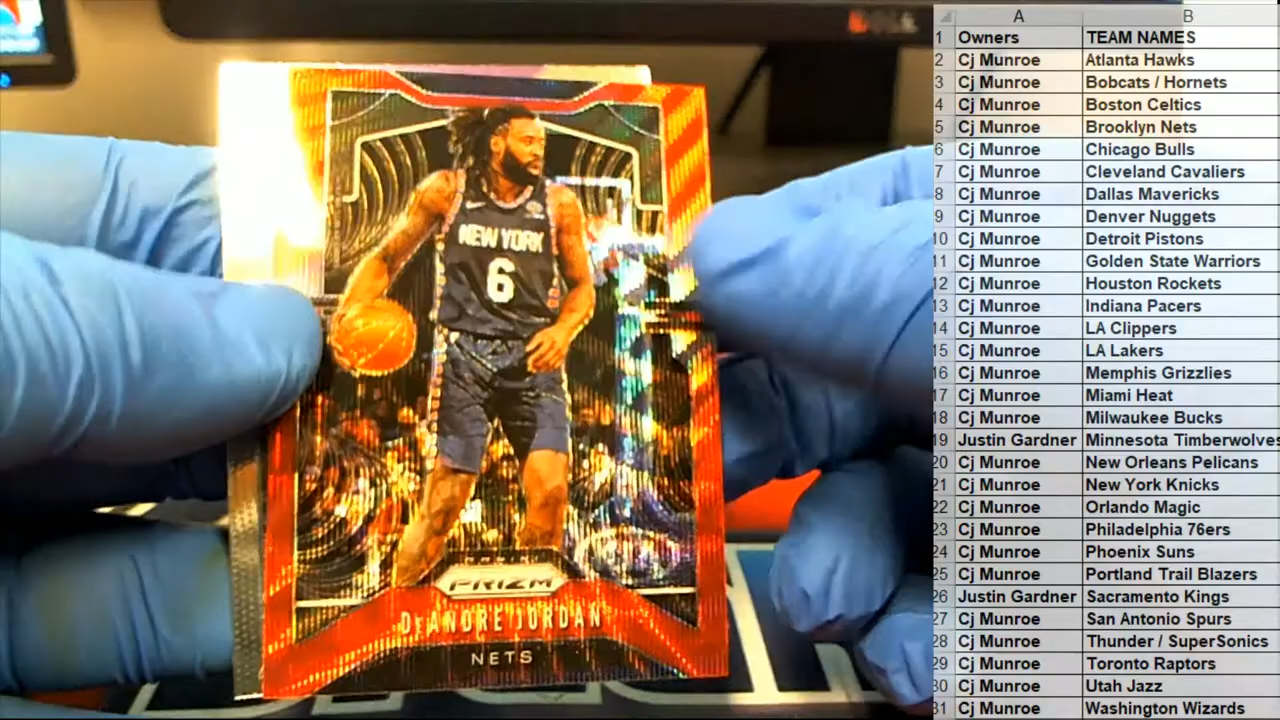 NEW YORK
6
PRIZM
DEANDRE JORDAN
NETS
A B
1 Owners TEAM NAMES
2 Cj Munroe Atlanta Hawks
3 Cj Munroe Bobcats / Hornets
4 Cj Munroe Boston Celtics
5 Cj Munroe Brooklyn Nets
6 Cj Munroe Chicago Bulls
7 Cj Munroe Cleveland Cavaliers
8 Cj Munroe Dallas Mavericks
9 Cj Munroe Denver Nuggets
10 Cj Munroe Detroit Pistons
11 Cj Munroe Golden State Warriors
12 Cj Munroe Houston Rockets
13 Cj Munroe Indiana Pacers
14 Cj Munroe LA Clippers
15 Cj Munroe LA Lakers
16 Cj Munroe Memphis Grizzlies
17 Cj Munroe Miami Heat
18 Cj Munroe Milwaukee Bucks
19 Justin Gardner Minnesota Timberwolves
20 Cj Munroe New Orleans Pelicans
21 Cj Munroe New York Knicks
22 Cj Munroe Orlando Magic
23 Cj Munroe Philadelphia 76ers
24 Cj Munroe Phoenix Suns
25 Cj Munroe Portland Trail Blazers
26 Justin Gardner Sacramento Kings
27 Cj Munroe San Antonio Spurs
28 Cj Munroe Thunder / SuperSonics
29 Cj Munroe Toronto Raptors
30 Cj Munroe Utah Jazz
31 Cj Munroe Washington Wizards